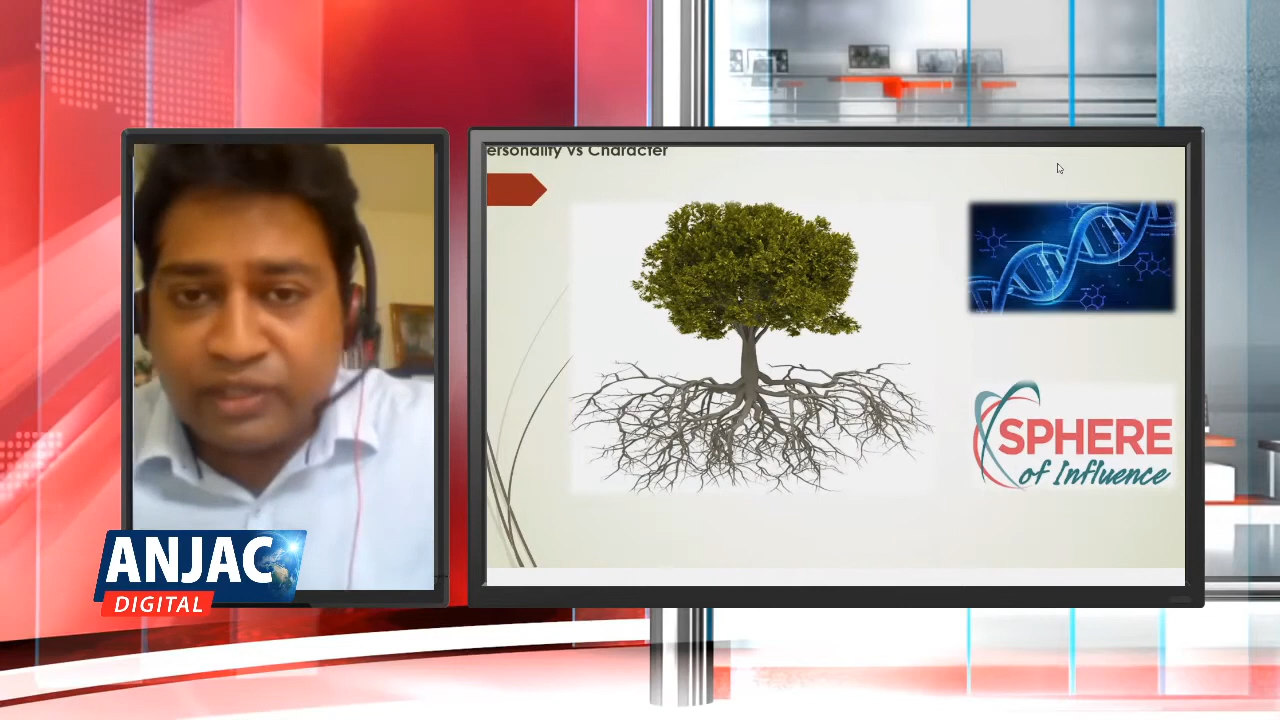 ersonality vs Character
SPHERE
of Influence
ANJAC
DIGITAL